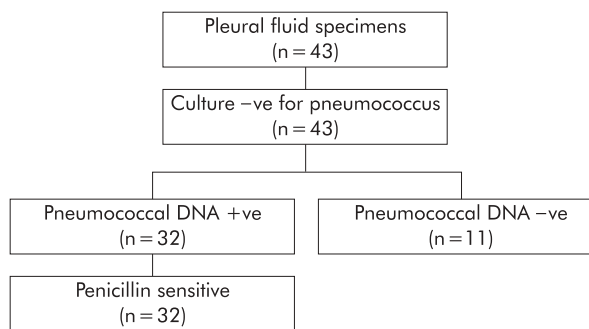 Pleural fluid specimens
(n = 43)
Culture –ve for pneumococcus
(n = 43)
Pneumococcal DNA +ve
(n = 32)
Pneumococcal DNA –ve
(n = 11)
Penicillin sensitive
(n = 32)